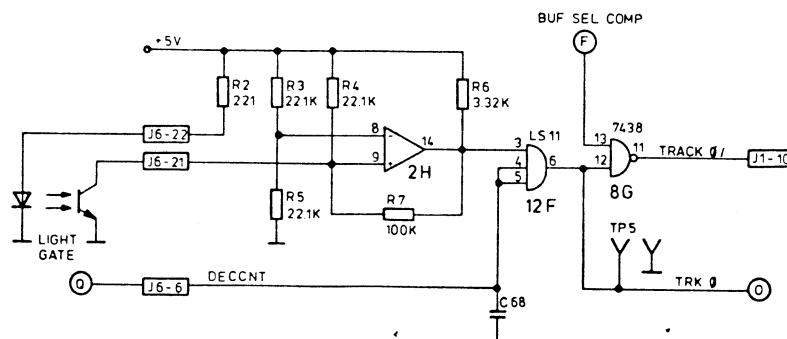 BUF SEL COMP
F
+5V
R2
221
R3
22.1K
R4
22.1K
R6
3.32K
J6-22
J6-21
8
-
9
+
14
2H
LS11
3
4
5
6
12F
7438
13
12
11
8G
TRACK 0/
J1-10
R5
22.1K
R7
100K
LIGHT
GATE
TP5
Q
J6-6
DECCNT
C68
TRK 0
O